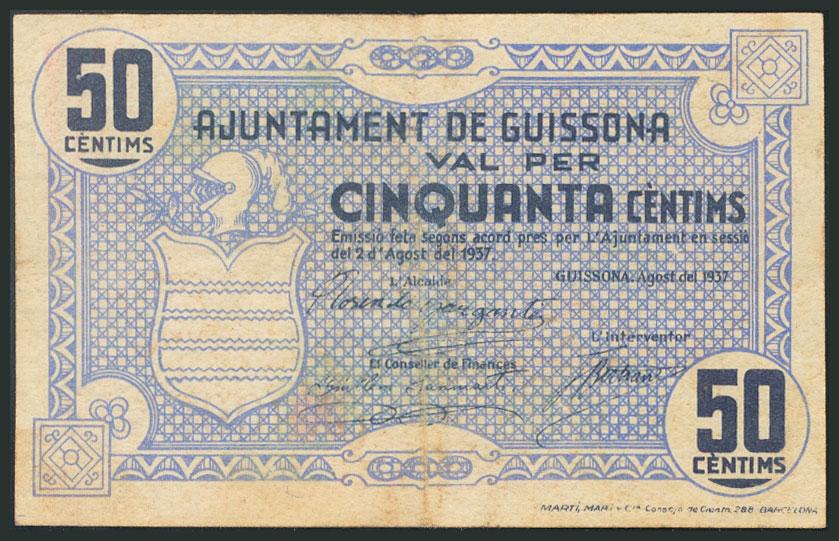 50
CÈNTIMS
AJUNTAMENT DE GUISSONA
VAL PER
CINQUANTA CÈNTIMS
Emissió feta segons acord pres per L'Ajuntament en sessió
del 2 d'Agost del 1937.
GUISSONA. Agost del 1937
L'Alcalde
L'interventor
El Conseller de Finances
50
CÈNTIMS
MARTÍ, MARÍ y Cia Consejo de Ciento, 288 BARCELONA